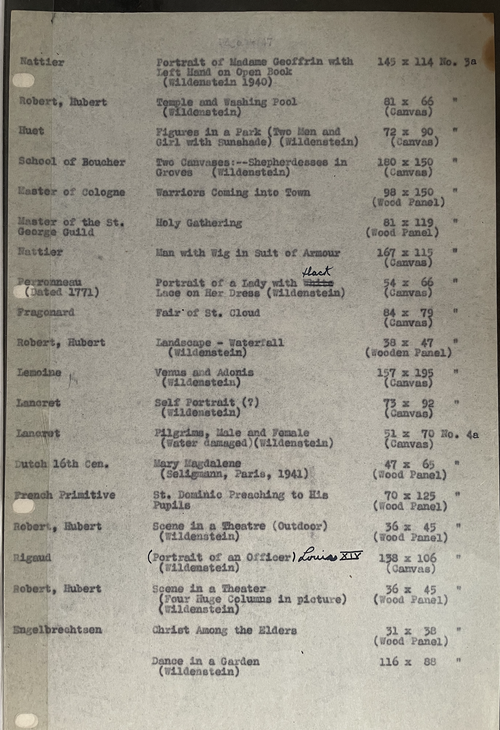 Nattier Portrait of Madame Geoffrin with 145 x 114 No. 3a
Left Hand on Open Book
(Wildenstein 1940)
Robert, Hubert Temple and Washing Pool 81 x 66 "
(Wildenstein) (Canvas)
Huet Figures in a Park (Two Men and 72 x 90 "
Girl with Sunshade) (Wildenstein) (Canvas)
School of Boucher Two Canvases:--Shepherdesses in 180 x 150 "
Groves (Wildenstein) (Canvas)
Master of Cologne Warriors Coming into Town 98 x 150 "
(Wood Panel)
Master of the St. Holy Gathering 81 x 119 "
George Guild (Wood Panel)
Nattier Man with Wig in Suit of Armour 167 x 115 "
(Canvas)
Perronneau Portrait of a Lady with White 54 x 66 "
(Dated 1771) Lace on Her Dress (Wildenstein) (Canvas)
Fragonard Fair of St. Cloud 84 x 79 "
(Canvas)
Robert, Hubert Landscape - Waterfall 38 x 47 "
(Wildenstein) (Wooden Panel)
Lemoine Venus and Adonis 157 x 195 "
(Wildenstein) (Canvas)
Lancret Self Portrait (?) 73 x 92 "
(Wildenstein) (Canvas)
Lancret Pilgrims, Male and Female 51 x 70 No. 4a
(Water damaged)(Wildenstein) (Canvas)
Dutch 16th Cen. Mary Magdalene 47 x 65 "
(Seligmann, Paris, 1941) (Wood Panel)
French Primitive St. Dominic Preaching to His 70 x 125 "
Pupils (Wood Panel)
Robert, Hubert Scene in a Theatre (Outdoor) 36 x 45 "
(Wildenstein) (Wood Panel)
Rigaud (Portrait of an Officer) Louis XIV 138 x 106 "
(Wildenstein) (Canvas)
Robert, Hubert Scene in a Theater 36 x 45 "
(Four Huge Columns in picture) (Wood Panel)
(Wildenstein)
Engelbrechtsen Christ Among the Elders 31 x 38 "
(Wood Panel)
Dance in a Garden 116 x 88 "
(Wildenstein)